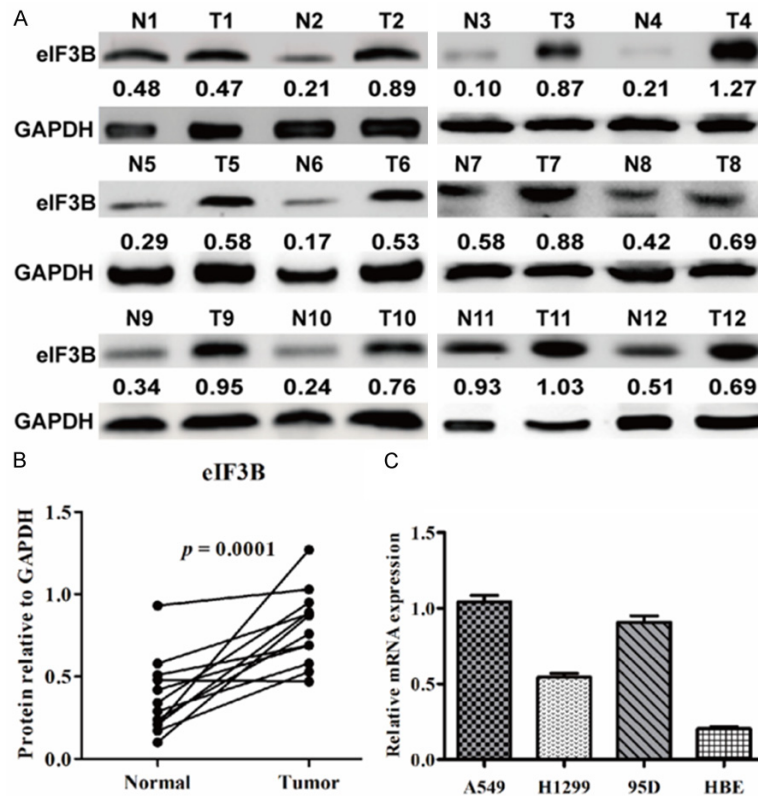 A
N1 T1 N2 T2 N3 T3 N4 T4
eIF3B
0.48 0.47 0.21 0.89 0.10 0.87 0.21 1.27
GAPDH
N5 T5 N6 T6 N7 T7 N8 T8
eIF3B
0.29 0.58 0.17 0.53 0.58 0.88 0.42 0.69
GAPDH
N9 T9 N10 T10 N11 T11 N12 T12
eIF3B
0.34 0.95 0.24 0.76 0.93 1.03 0.51 0.69
GAPDH
B
eIF3B
Protein relative to GAPDH
1.5
1.0
0.5
0.0
p = 0.0001
Normal Tumor
C
Relative mRNA expression
1.5
1.0
0.5
0.0
A549 H1299 95D HBE